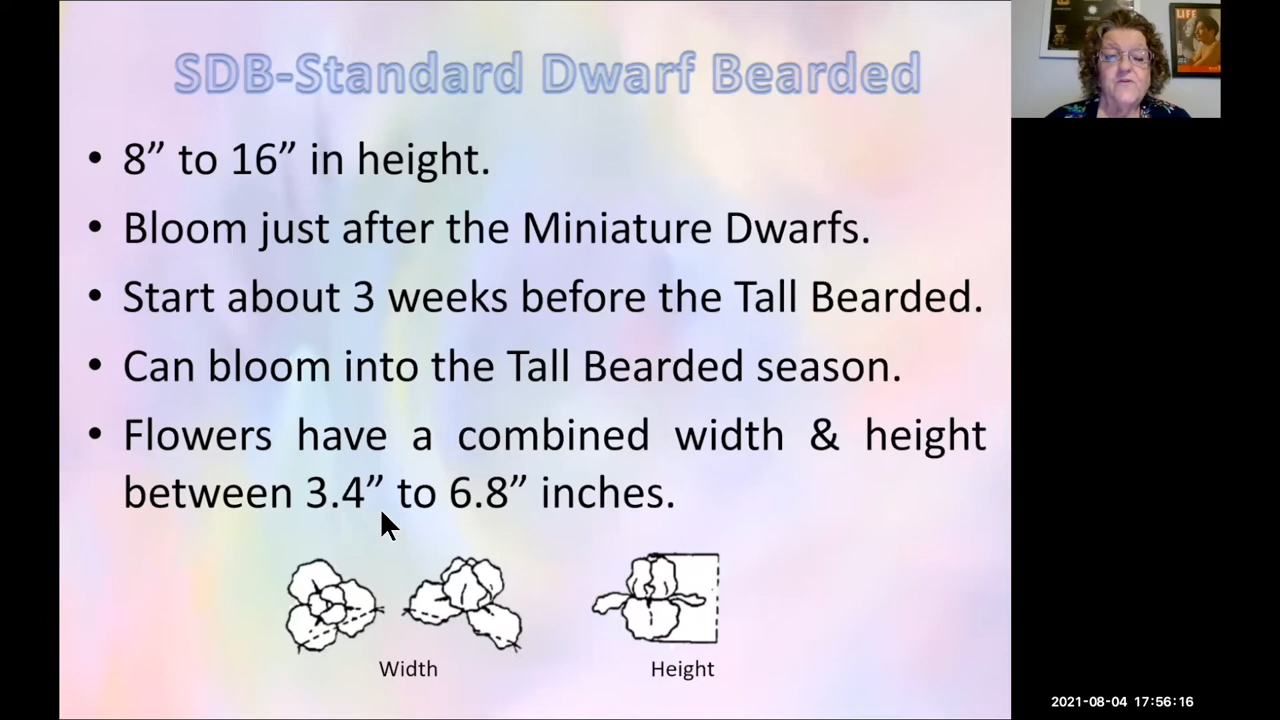 SDB-Standard Dwarf Bearded
• 8” to 16” in height.
• Bloom just after the Miniature Dwarfs.
• Start about 3 weeks before the Tall Bearded.
• Can bloom into the Tall Bearded season.
• Flowers have a combined width & height
between 3.4” to 6.8” inches.
Width
Height
LIFE
2021-08-04 17:56:16